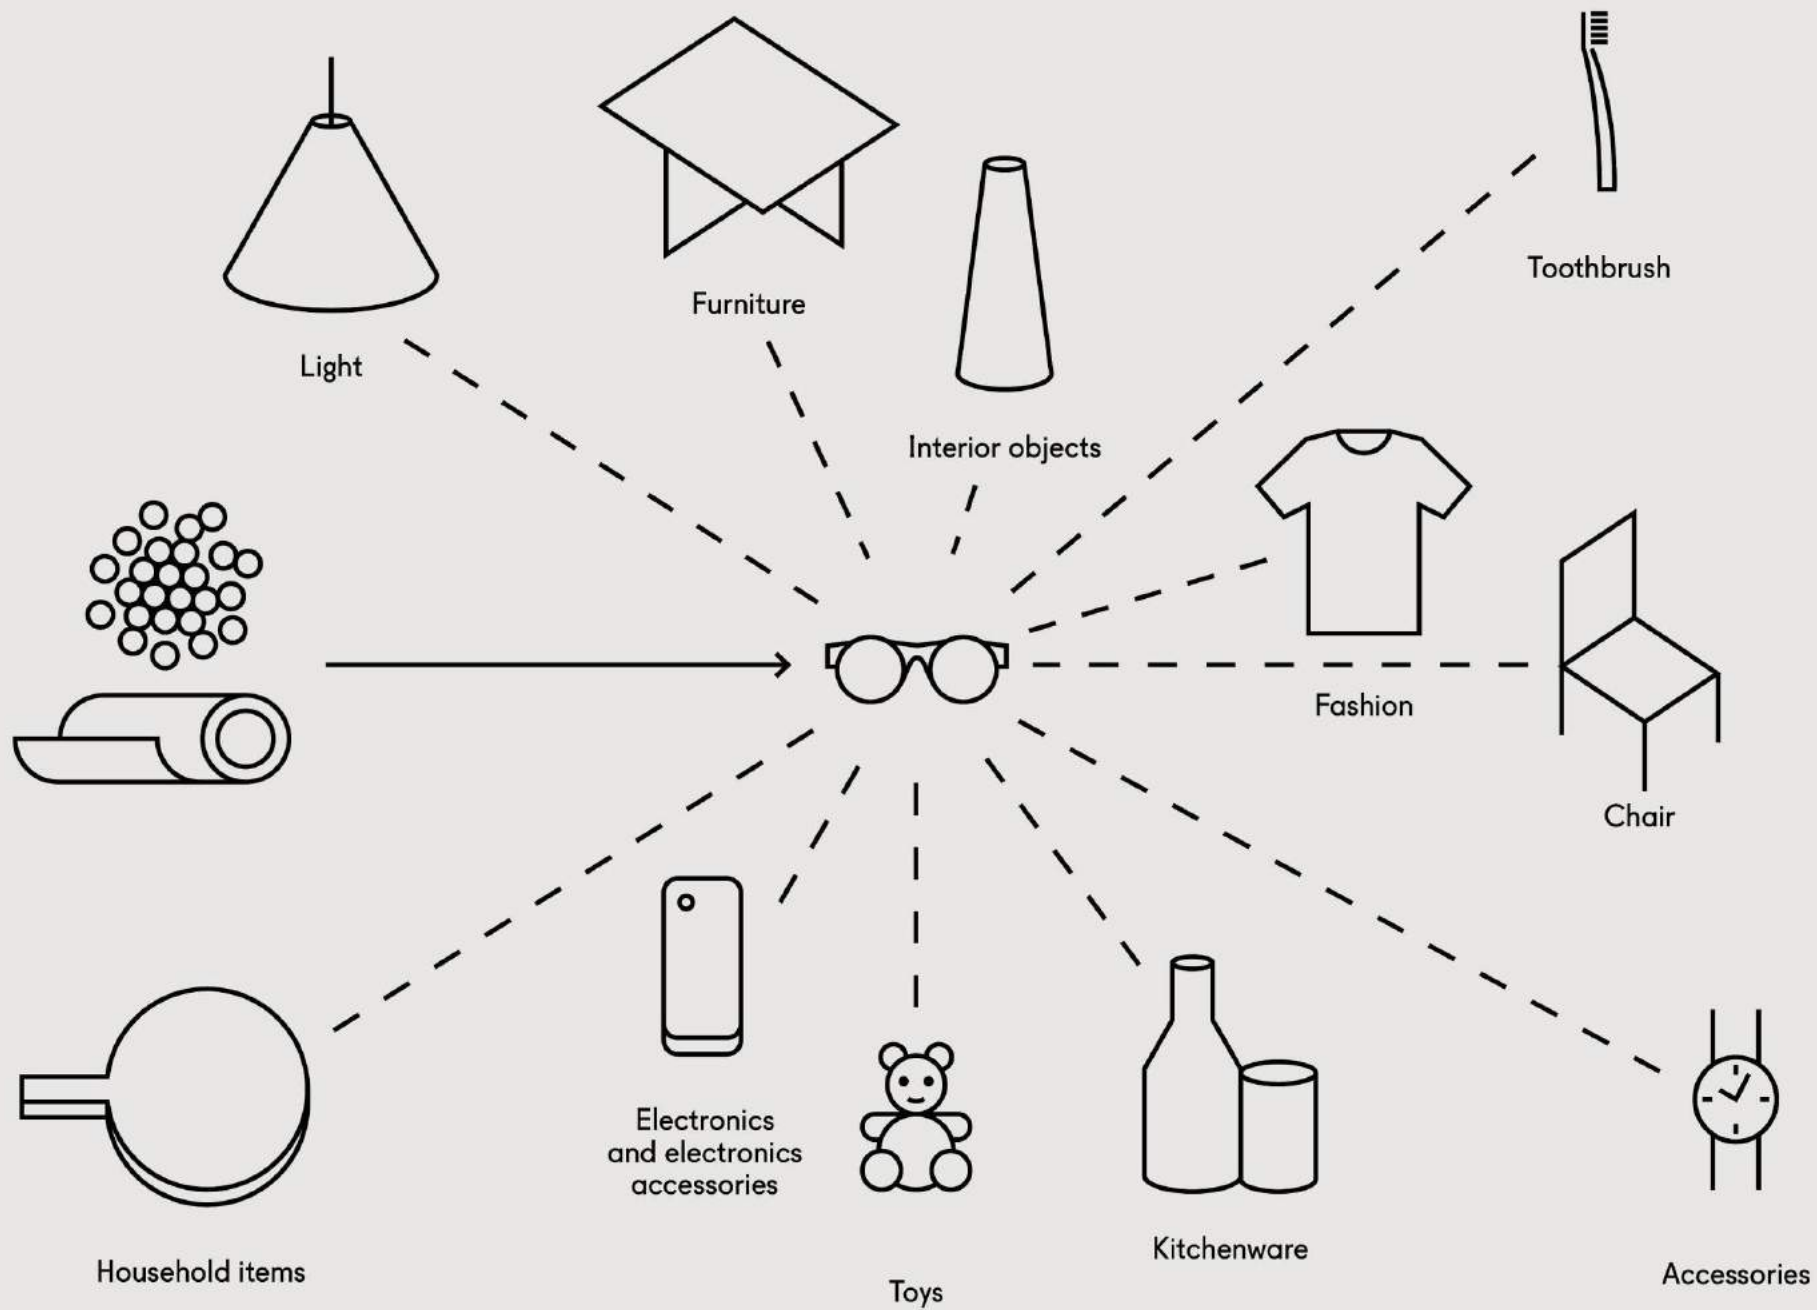 Toothbrush
Furniture
Light
Interior objects
Fashion
Chair
Electronics
and electronics
accessories
Kitchenware
Household items
Toys
Accessories